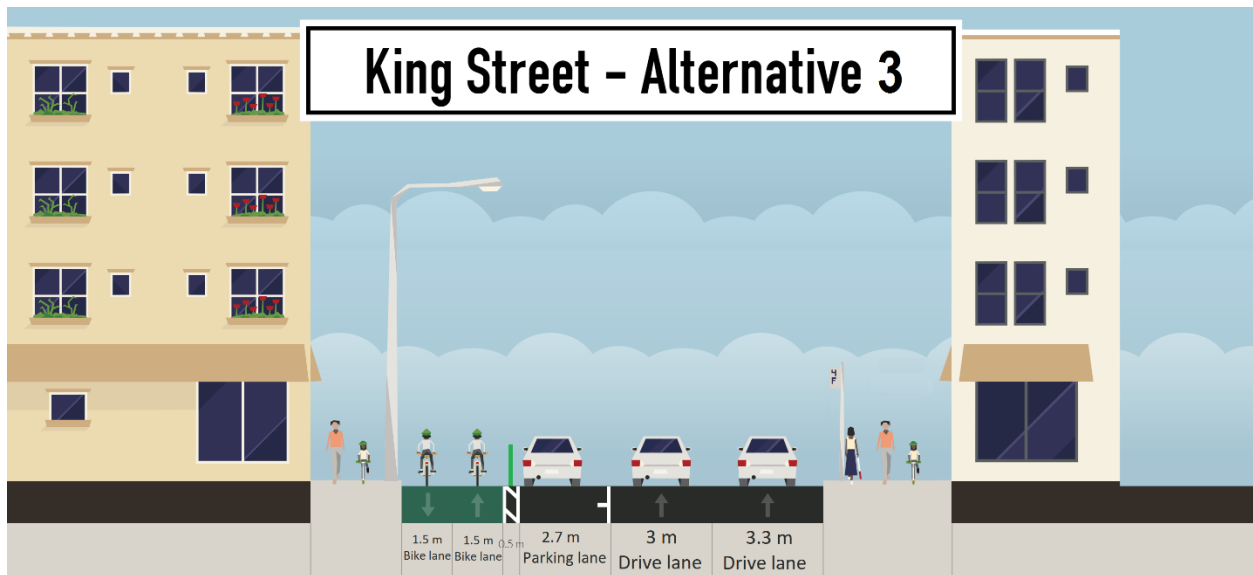 King Street – Alternative 3
4
F
1.5 m
Bike lane
1.5 m
Bike lane
0.5 m
2.7 m
Parking lane
3 m
Drive lane
3.3 m
Drive lane